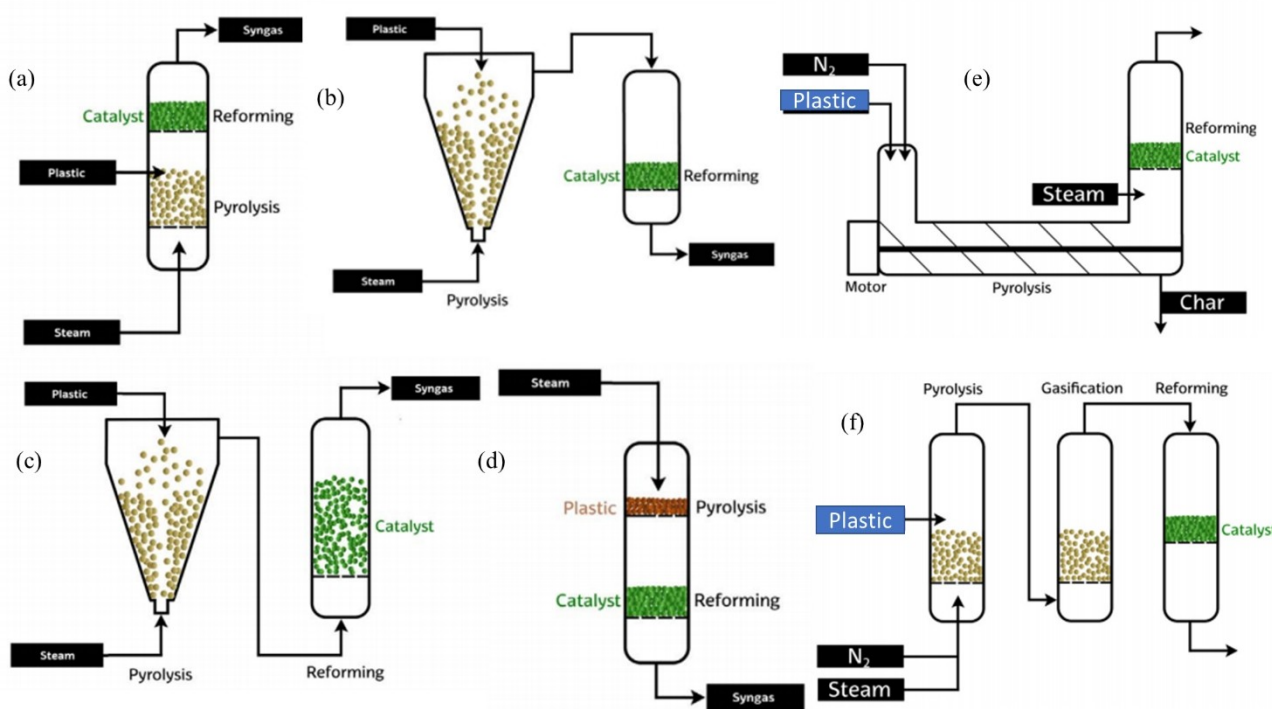 (a)
Syngas
Catalyst
Reforming
Plastic
Pyrolysis
Steam
(b)
Plastic
Catalyst
Reforming
Steam
Pyrolysis
Syngas
(e)
N2
Plastic
Reforming
Catalyst
Steam
Motor
Pyrolysis
Char
(c)
Plastic
Syngas
Catalyst
Steam
Pyrolysis
Reforming
(d)
Steam
Plastic
Pyrolysis
Catalyst
Reforming
Syngas
(f)
Pyrolysis
Gasification
Reforming
Plastic
Catalyst
N2
Steam